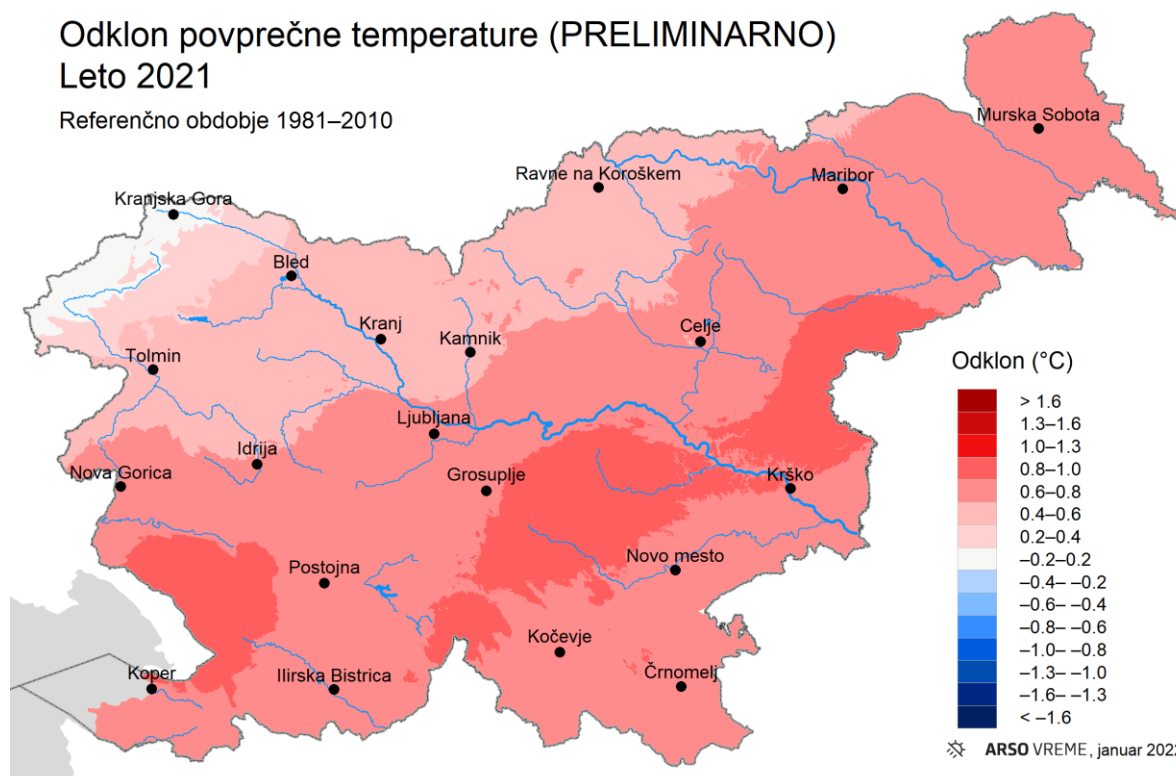 Odklon povprečne temperature (PRELIMINARNO)
Leto 2021
Referenčno obdobje 1981–2010
Murska Sobota
Ravne na Koroškem
Maribor
Kranjska Gora
Bled
Kranj
Kamnik
Celje
Tolmin
Ljubljana
Idrija
Nova Gorica
Grosuplje
Krško
Postojna
Novo mesto
Kočevje
Koper
Ilirska Bistrica
Črnomelj
Odklon (°C)
> 1.6
1.3–1.6
1.0–1.3
0.8–1.0
0.6–0.8
0.4–0.6
0.2–0.4
–0.2–0.2
–0.4– –0.2
–0.6– –0.4
–0.8– –0.6
–1.0– –0.8
–1.3– –1.0
–1.6– –1.3
< –1.6
ARSO VREME, januar 202